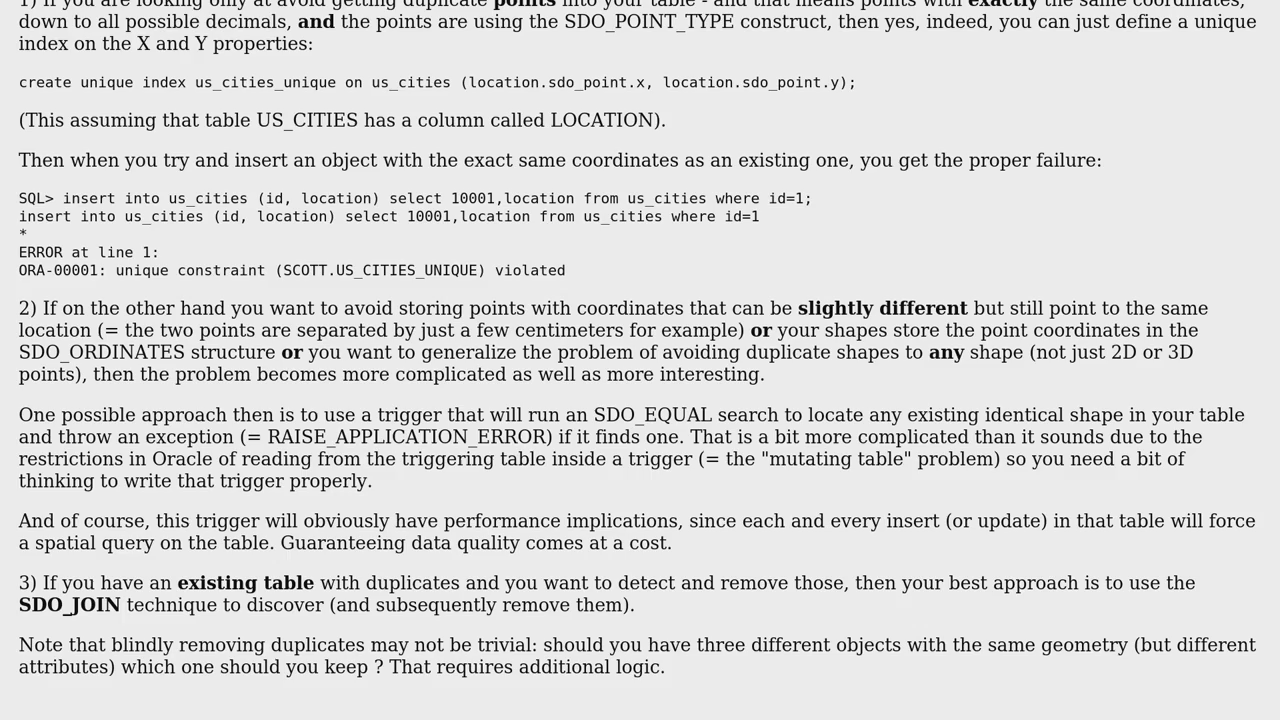 1) If you are looking only at avoid getting duplicate points into your table - and that means points with exactly the same coordinates,
down to all possible decimals, and the points are using the SDO_POINT_TYPE construct, then yes, indeed, you can just define a unique
index on the X and Y properties:
create unique index us_cities_unique on us_cities (location.sdo_point.x, location.sdo_point.y);
(This assuming that table US_CITIES has a column called LOCATION).
Then when you try and insert an object with the exact same coordinates as an existing one, you get the proper failure:
SQL> insert into us_cities (id, location) select 10001,location from us_cities where id=1;
insert into us_cities (id, location) select 10001,location from us_cities where id=1
*
ERROR at line 1:
ORA-00001: unique constraint (SCOTT.US_CITIES_UNIQUE) violated
2) If on the other hand you want to avoid storing points with coordinates that can be slightly different but still point to the same
location (= the two points are separated by just a few centimeters for example) or your shapes store the point coordinates in the
SDO_ORDINATES structure or you want to generalize the problem of avoiding duplicate shapes to any shape (not just 2D or 3D
points), then the problem becomes more complicated as well as more interesting.
One possible approach then is to use a trigger that will run an SDO_EQUAL search to locate any existing identical shape in your table
and throw an exception (= RAISE_APPLICATION_ERROR) if it finds one. That is a bit more complicated than it sounds due to the
restrictions in Oracle of reading from the triggering table inside a trigger (= the "mutating table" problem) so you need a bit of
thinking to write that trigger properly.
And of course, this trigger will obviously have performance implications, since each and every insert (or update) in that table will force
a spatial query on the table. Guaranteeing data quality comes at a cost.
3) If you have an existing table with duplicates and you want to detect and remove those, then your best approach is to use the
SDO_JOIN technique to discover (and subsequently remove them).
Note that blindly removing duplicates may not be trivial: should you have three different objects with the same geometry (but different
attributes) which one should you keep ? That requires additional logic.